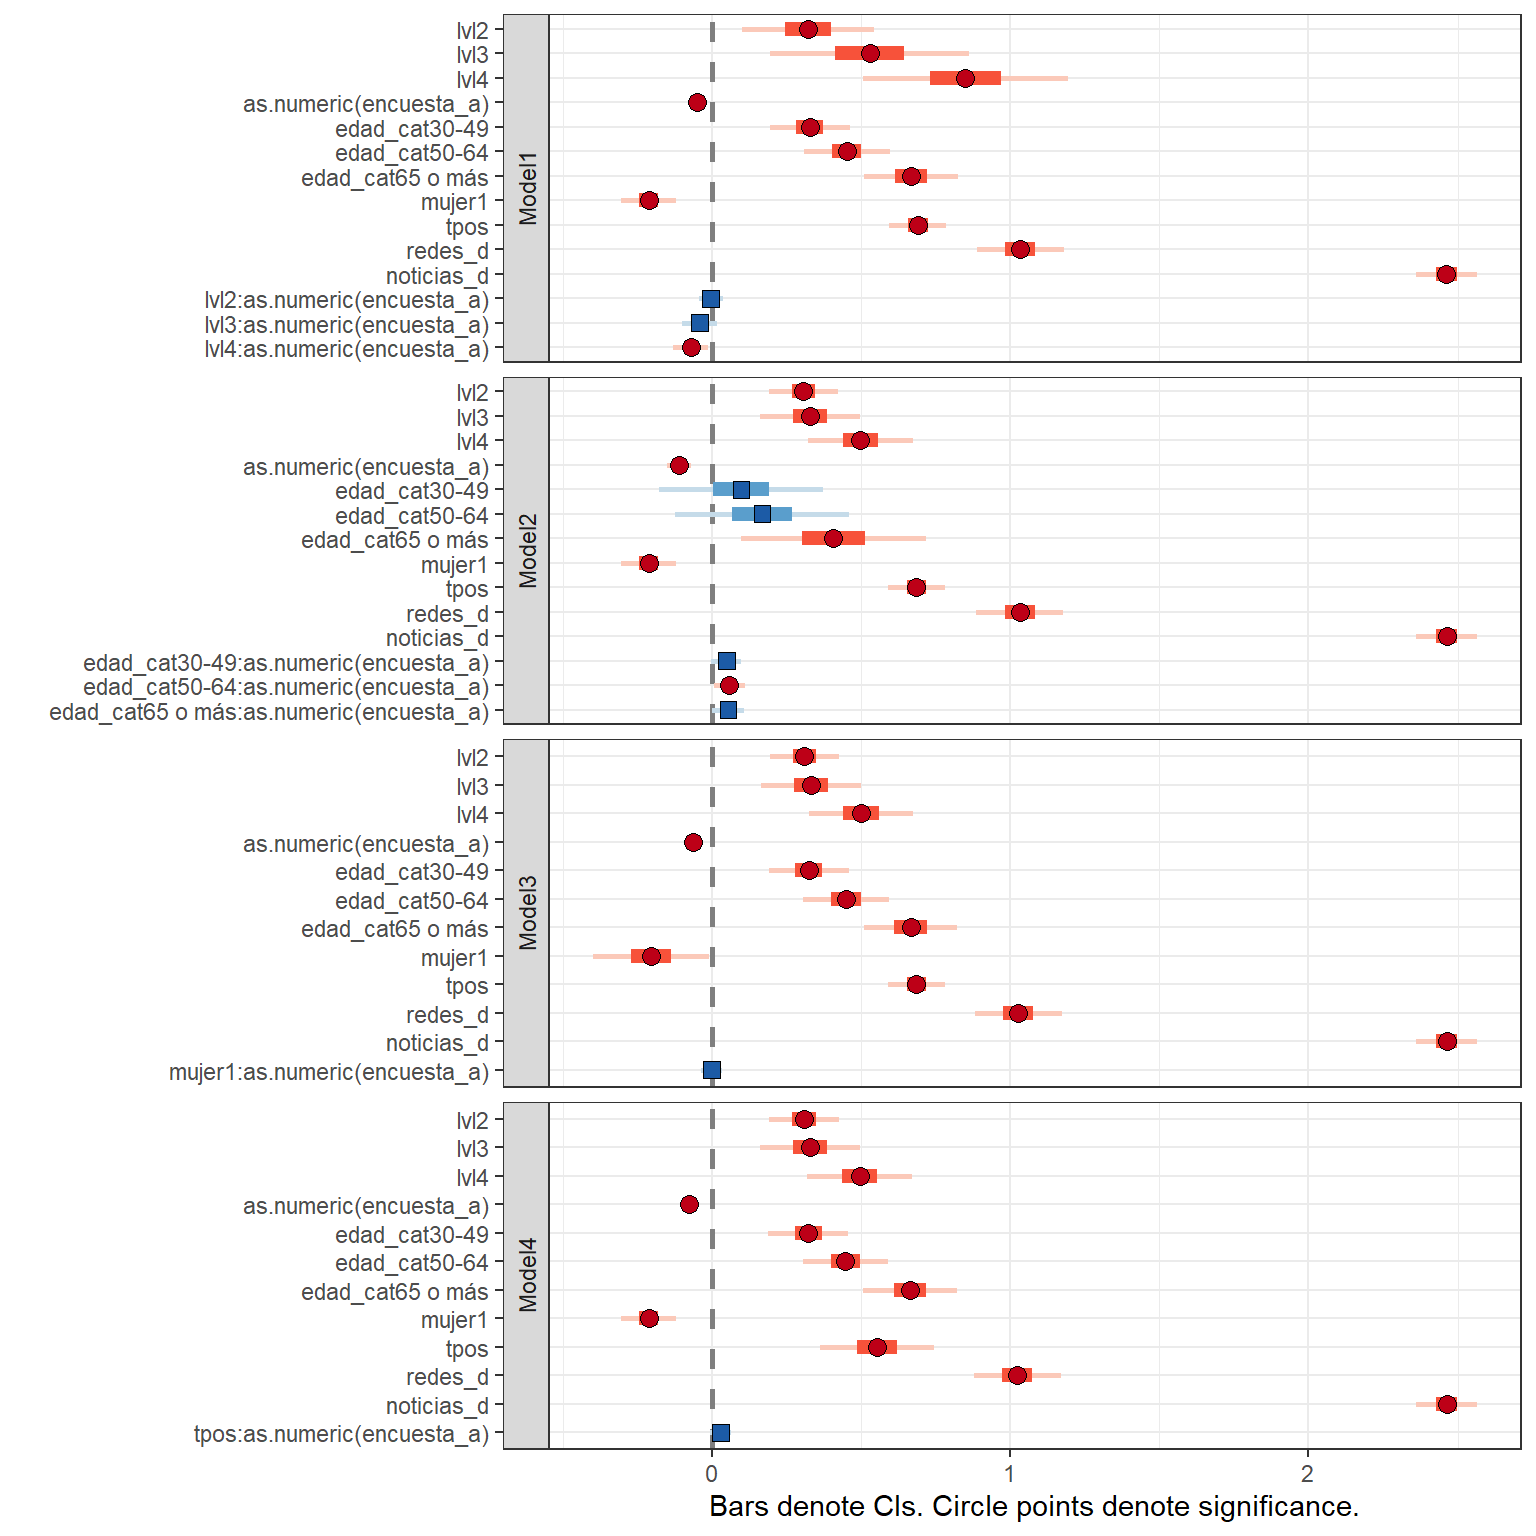 lvl2
lvl3
lvl4
as.numeric(encuesta_a)
edad_cat30-49
edad_cat50-64
edad_cat65 o más
mujer1
tpos
redes_d
noticias_d
lvl2:as.numeric(encuesta_a)
lvl3:as.numeric(encuesta_a)
lvl4:as.numeric(encuesta_a)
Model1
lvl2
lvl3
lvl4
as.numeric(encuesta_a)
edad_cat30-49
edad_cat50-64
edad_cat65 o más
mujer1
tpos
redes_d
noticias_d
edad_cat30-49:as.numeric(encuesta_a)
edad_cat50-64:as.numeric(encuesta_a)
edad_cat65 o más:as.numeric(encuesta_a)
Model2
lvl2
lvl3
lvl4
as.numeric(encuesta_a)
edad_cat30-49
edad_cat50-64
edad_cat65 o más
mujer1
tpos
redes_d
noticias_d
mujer1:as.numeric(encuesta_a)
Model3
lvl2
lvl3
lvl4
as.numeric(encuesta_a)
edad_cat30-49
edad_cat50-64
edad_cat65 o más
mujer1
tpos
redes_d
noticias_d
tpos:as.numeric(encuesta_a)
Model4
0 1 2
Bars denote CIs. Circle points denote significance.